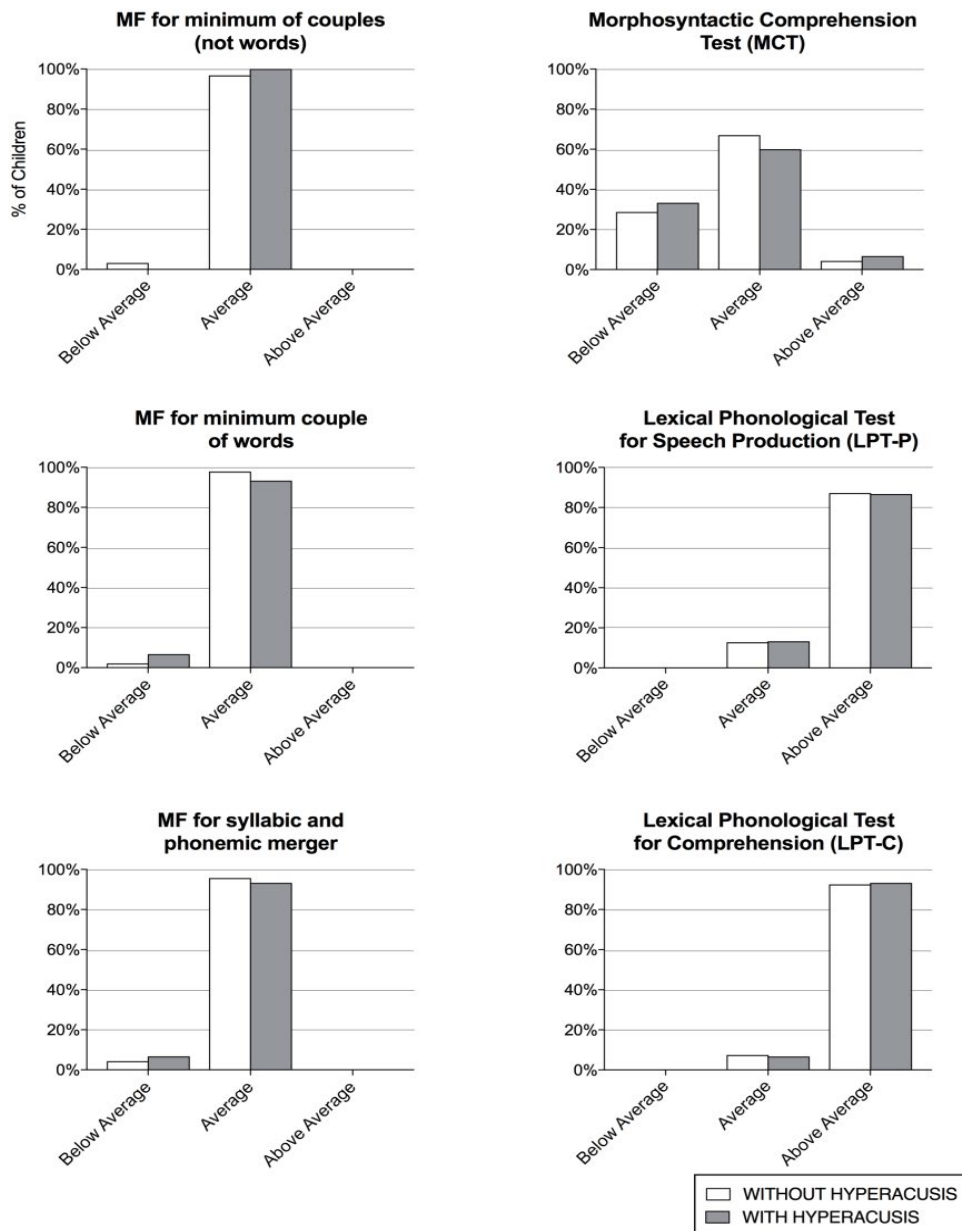 MF for minimum of couples
(not words)
% of Children
100%
80%
60%
40%
20%
0%
Below Average
Average
Above Average
Morphosyntactic Comprehension
Test (MCT)
100%
80%
60%
40%
20%
0%
Below Average
Average
Above Average
MF for minimum couple
of words
100%
80%
60%
40%
20%
0%
Below Average
Average
Above Average
Lexical Phonological Test
for Speech Production (LPT-P)
100%
80%
60%
40%
20%
0%
Below Average
Average
Above Average
MF for syllabic and
phonemic merger
100%
80%
60%
40%
20%
0%
Below Average
Average
Above Average
Lexical Phonological Test
for Comprehension (LPT-C)
100%
80%
60%
40%
20%
0%
Below Average
Average
Above Average
WITHOUT HYPERACUSIS
WITH HYPERACUSIS